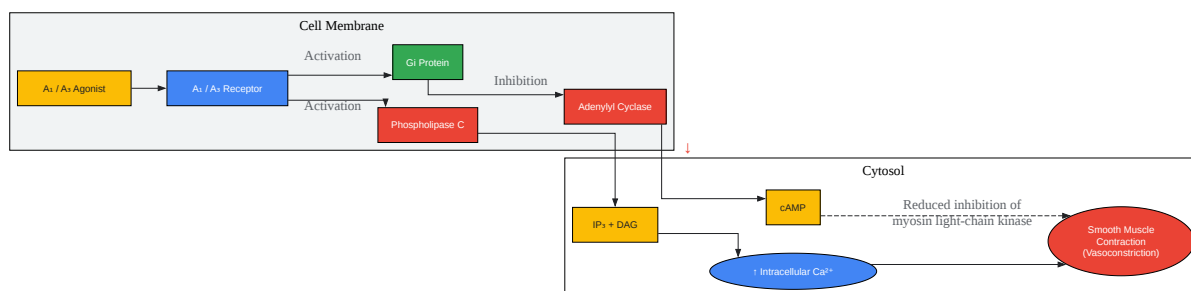 Cell Membrane
Activation
Gi Protein
Inhibition
A₁ / A₃ Agonist
A₁ / A₃ Receptor
Activation
Adenylyl Cyclase
Phospholipase C
↓
Cytosol
cAMP
Reduced inhibition of
myosin light-chain kinase
IP₃ + DAG
Smooth Muscle
Contraction
(Vasoconstriction)
↑ Intracellular Ca²⁺